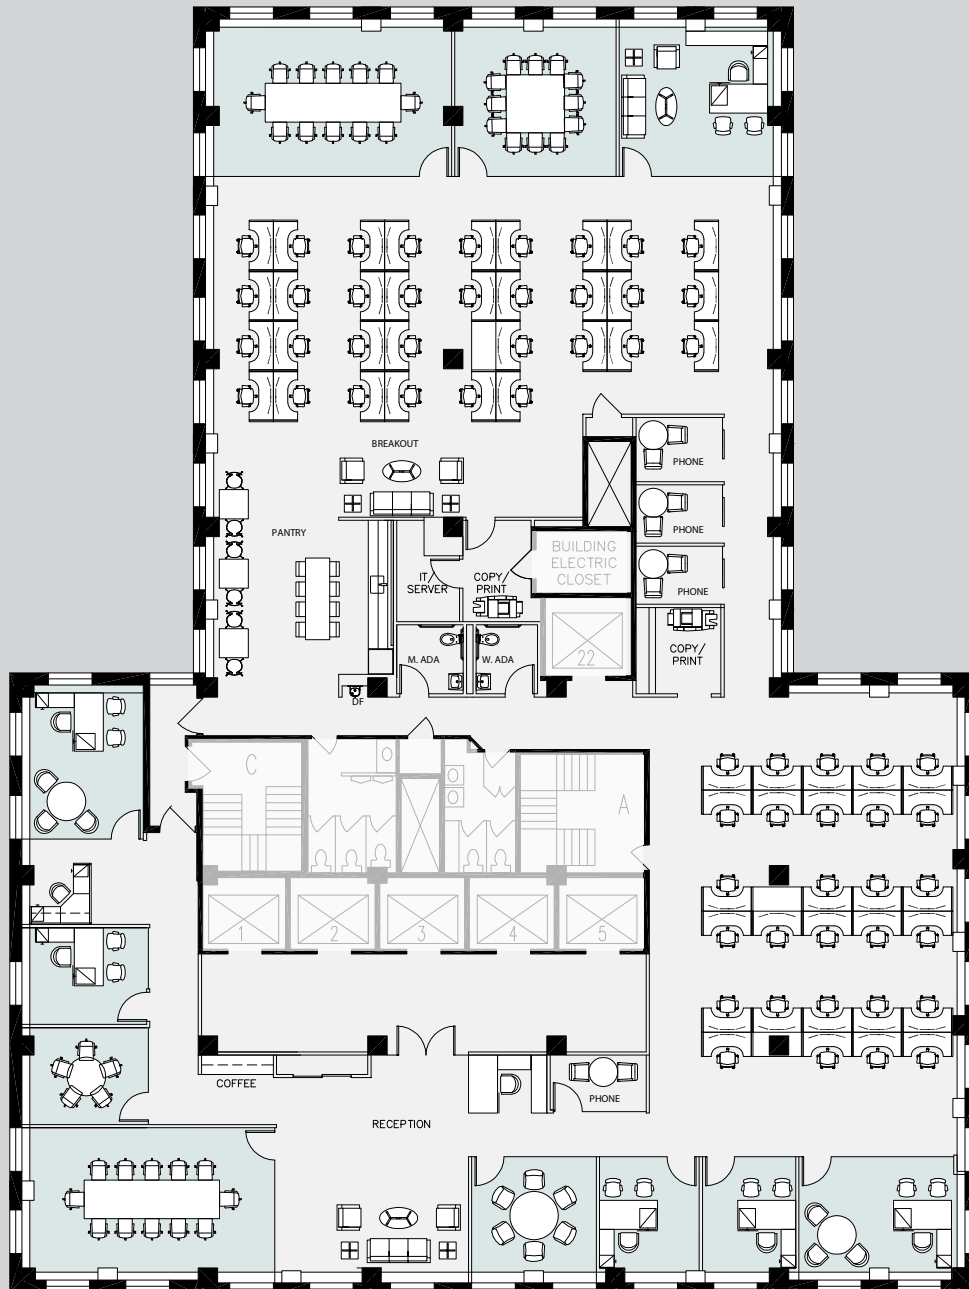 BREAKOUT
PHONE
PANTRY
PHONE
BUILDING
ELECTRIC
CLOSET
IT/
SERVER
COPY/
PRINT
PHONE
COPY/
PRINT
M. ADA
W. ADA
22
DF
C
A
1
2
3
4
5
COFFEE
PHONE
RECEPTION